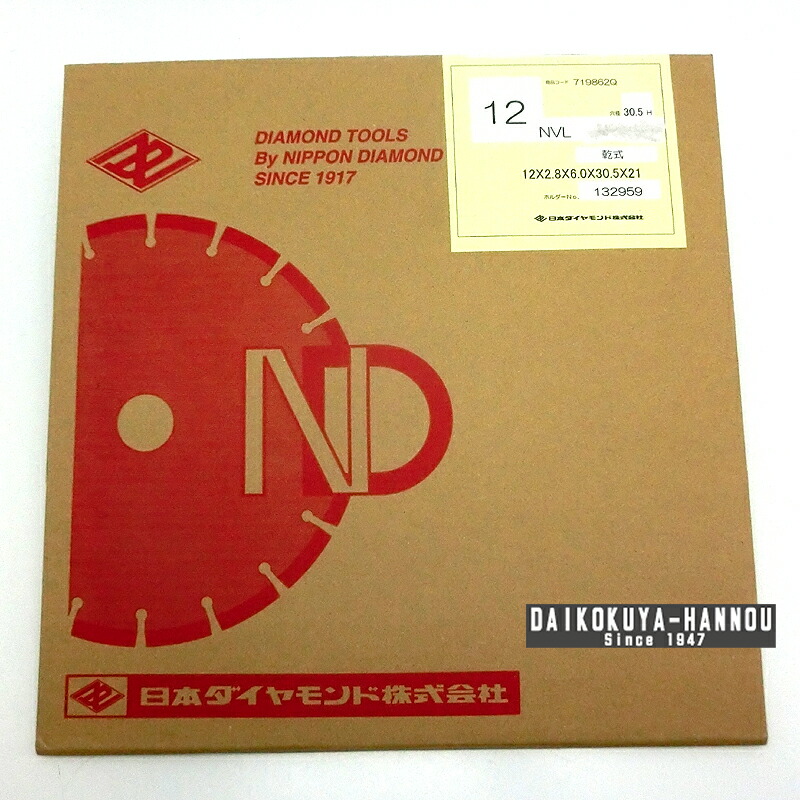 DIAMOND TOOLS
By NIPPON DIAMOND
SINCE 1917
商品コード 719862Q
12
穴径 30.5 H
NVL
乾式
12X2.8X6.0X30.5X21
ホルダーNo. 132959
日本ダイヤモンド株式会社
ND
DAIKOKUYA-HANNOU
Since 1947
日本ダイヤモンド株式会社